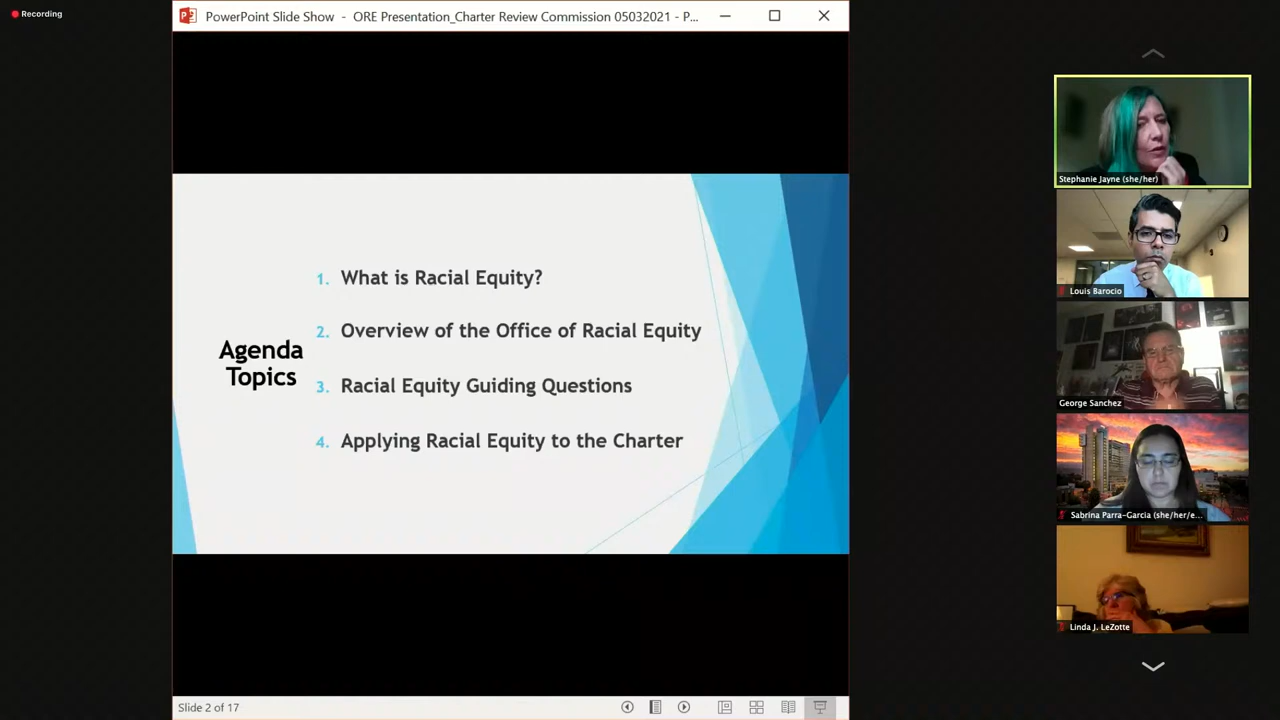 Recording
PowerPoint Slide Show - ORE Presentation_Charter Review Commission 05032021 - P...
Agenda
Topics
1. What is Racial Equity?
2. Overview of the Office of Racial Equity
3. Racial Equity Guiding Questions
4. Applying Racial Equity to the Charter
Slide 2 of 17
Stephanie Jayne (she/her)
Louis Barocio
George Sanchez
Sabrina Parra-Garcia (she/her/e...
Linda J. LeZotte